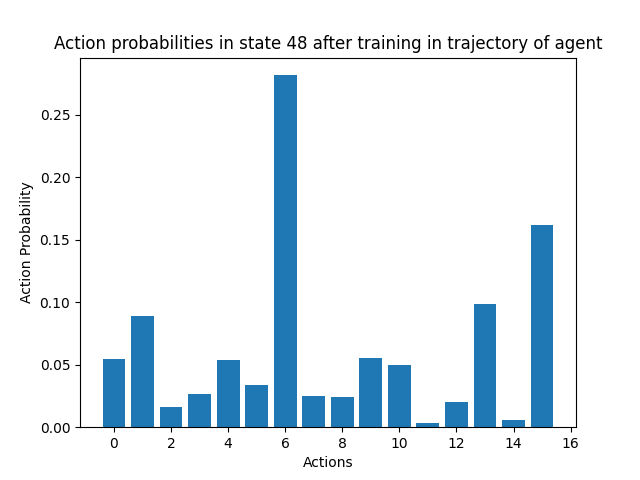 Action probabilities in state 48 after training in trajectory of agent
0.25
0.20
0.15
0.10
0.05
0.00
Action Probability
0 2 4 6 8 10 12 14 16
Actions